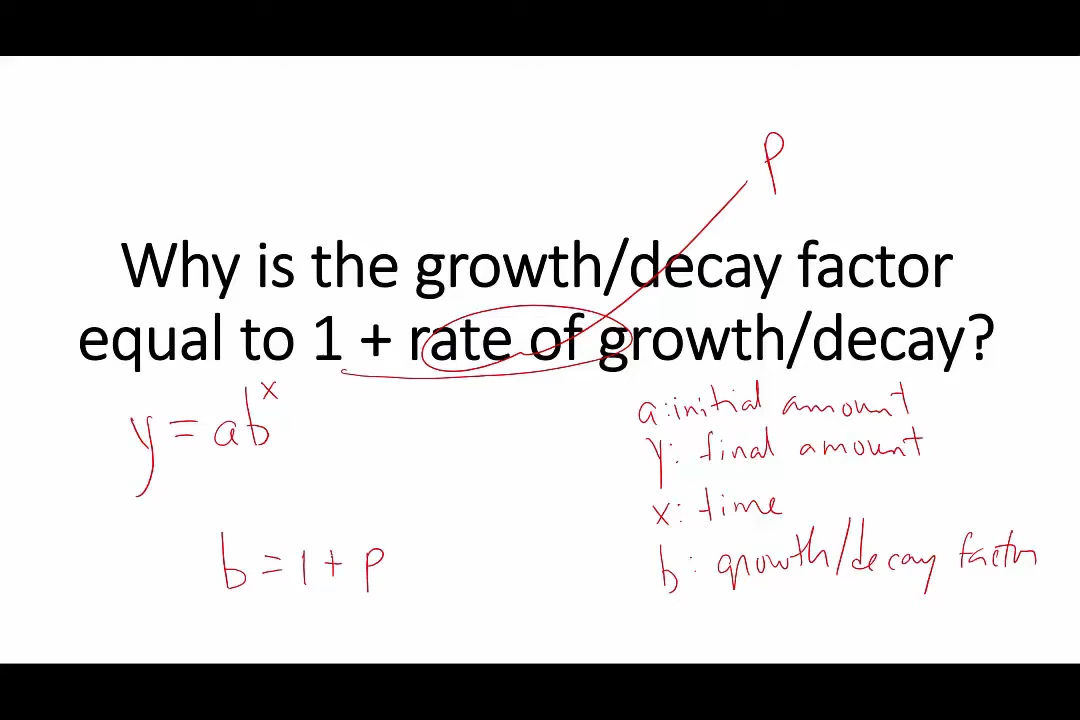 p
Why is the growth/decay factor
equal to 1 + rate of growth/decay?
y = ab^x
a: initial amount
y: final amount
x: time
b = 1 + p
b: growth/decay factor